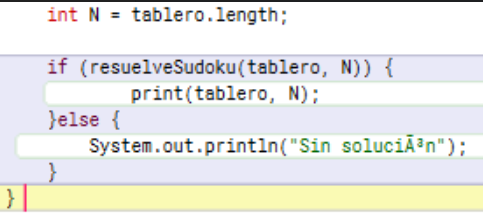 int N = tablero.length;
if (resuelveSudoku(tablero, N)) {
print(tablero, N);
}else {
System.out.println("Sin soluciÃ³n");
}
}